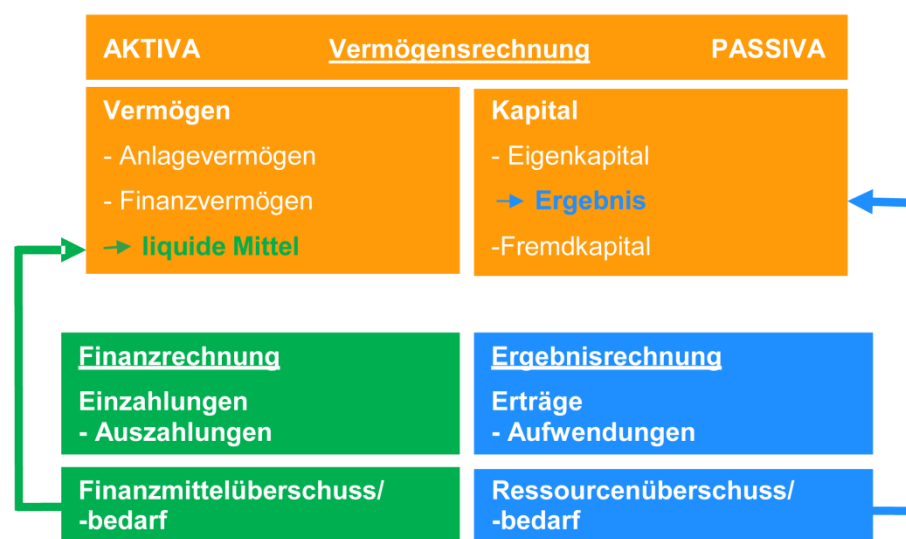 AKTIVA Vermögensrechnung PASSIVA
Vermögen
- Anlagevermögen
- Finanzvermögen
→ liquide Mittel
Kapital
- Eigenkapital
→ Ergebnis
-Fremdkapital
Finanzrechnung
Einzahlungen
- Auszahlungen
Finanzmittelüberschuss/
-bedarf
Ergebnisrechnung
Erträge
- Aufwendungen
Ressourcenüberschuss/
-bedarf